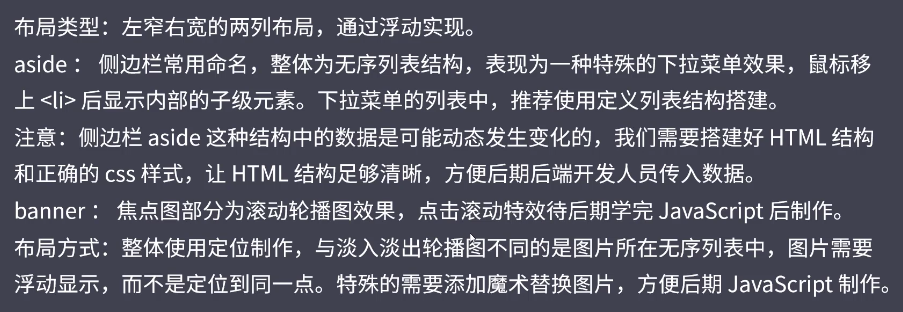 布局类型：左窄右宽的两列布局，通过浮动实现。
aside ： 侧边栏常用命名，整体为无序列表结构，表现为一种特殊的下拉菜单效果，鼠标移
上 <li> 后显示内部的子级元素。下拉菜单的列表中，推荐使用定义列表结构搭建。
注意：侧边栏 aside 这种结构中的数据是可能动态发生变化的，我们需要搭建好 HTML 结构
和正确的 css 样式，让 HTML 结构足够清晰，方便后期后端开发人员传入数据。
banner ： 焦点图部分为滚动轮播图效果，点击滚动特效待后期学完 JavaScript 后制作。
布局方式：整体使用定位制作，与淡入淡出轮播图不同的是图片所在无序列表中，图片需要
浮动显示，而不是定位到同一点。特殊的需要添加魔术替换图片，方便后期 JavaScript 制作。